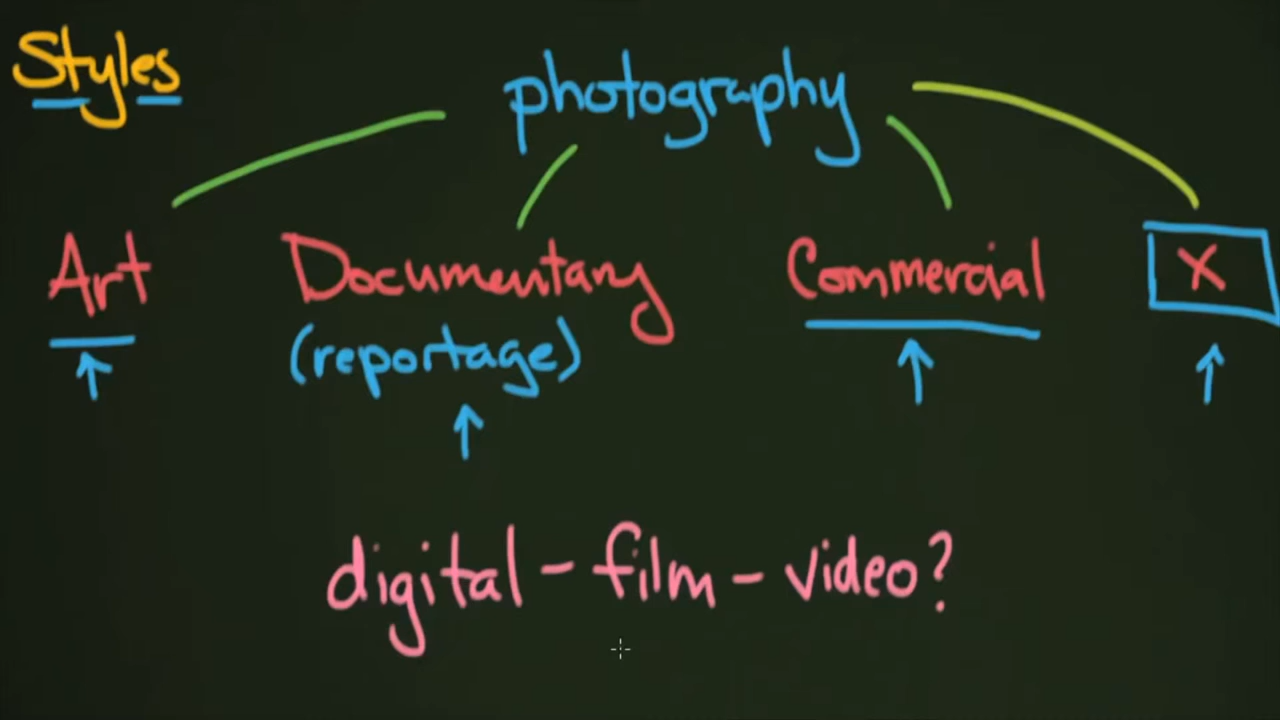 Styles
photography
Art
Documentary
(reportage)
Commercial
X
digital - film - video?